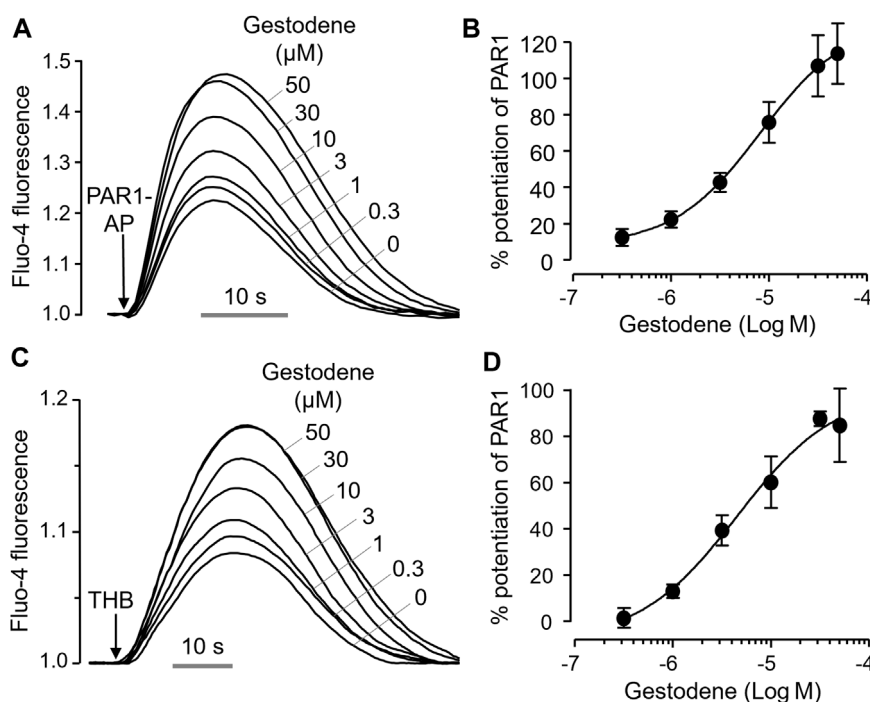 A
Gestodene
(µM)
1.5
1.4
1.3
1.2
1.1
1.0
Fluo-4 fluorescence
PAR1-
AP
50
30
10
3
1
0.3
0
10 s
B
120
100
80
60
40
20
0
% potentiation of PAR1
-7
-6
-5
-4
Gestodene (Log M)
C
Gestodene
(µM)
1.2
1.1
1.0
Fluo-4 fluorescence
THB
50
30
10
3
1
0.3
0
10 s
D
100
80
60
40
20
0
% potentiation of PAR1
-7
-6
-5
-4
Gestodene (Log M)